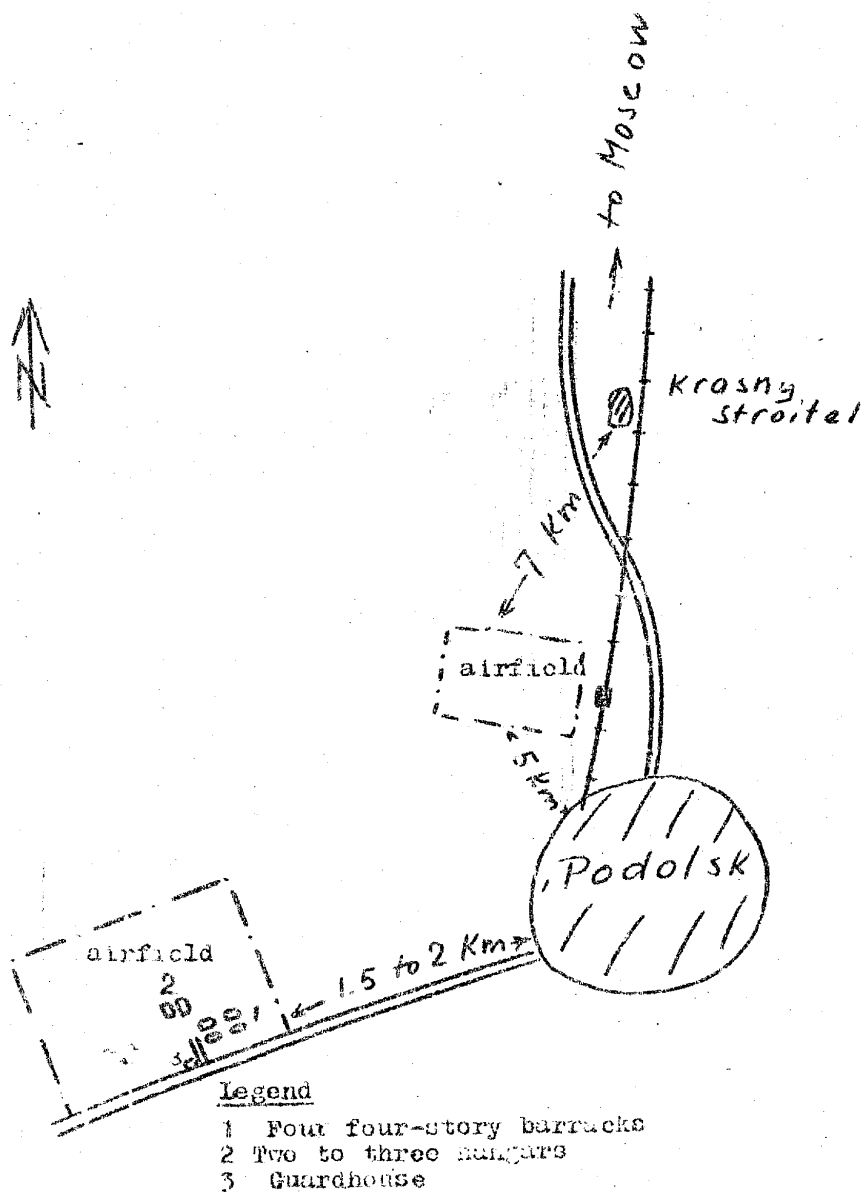 to Moscow
N
Krasny
stroitel
7 Km
airfield
5 Km
Podolsk
airfield
2
1
3
1.5 to 2 Km
Legend
1 Four four-story barracks
2 Two to three hangars
3 Guardhouse